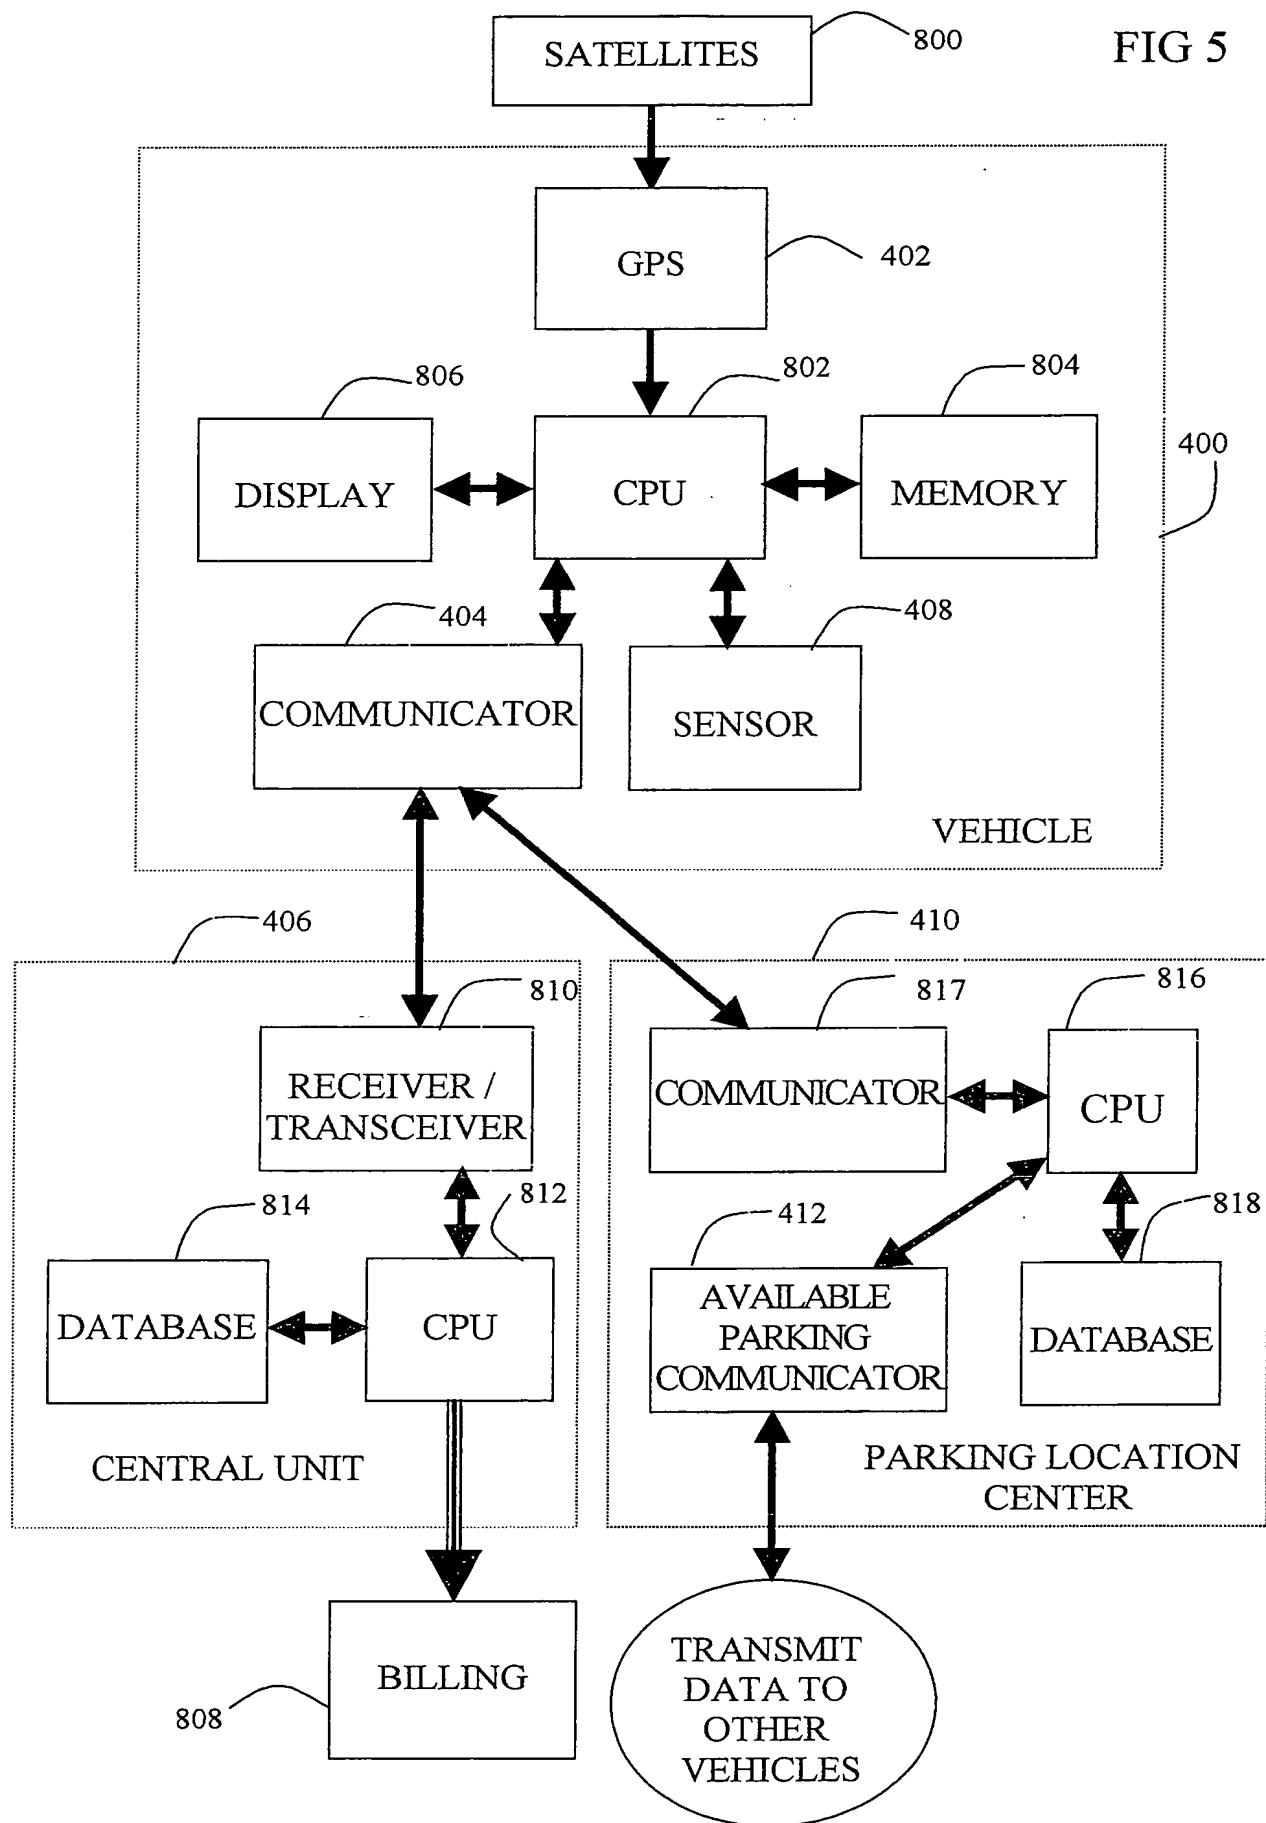 SATELLITES
800
FIG 5
GPS
402
806
802
804
400
DISPLAY
CPU
MEMORY
404
408
COMMUNICATOR
SENSOR
VEHICLE
406
410
810
817
816
RECEIVER /
TRANSCEIVER
COMMUNICATOR
CPU
814
812
412
818
DATABASE
CPU
AVAILABLE
PARKING
COMMUNICATOR
DATABASE
CENTRAL UNIT
PARKING LOCATION
CENTER
BILLING
808
TRANSMIT
DATA TO
OTHER
VEHICLES